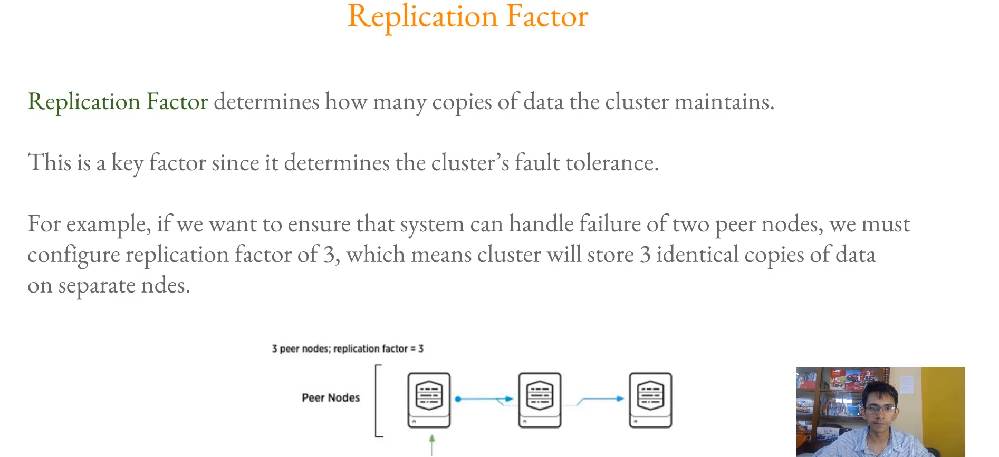 Replication Factor
Replication Factor determines how many copies of data the cluster maintains.
This is a key factor since it determines the cluster’s fault tolerance.
For example, if we want to ensure that system can handle failure of two peer nodes, we must
configure replication factor of 3, which means cluster will store 3 identical copies of data
on separate ndes.
3 peer nodes; replication factor = 3
Peer Nodes